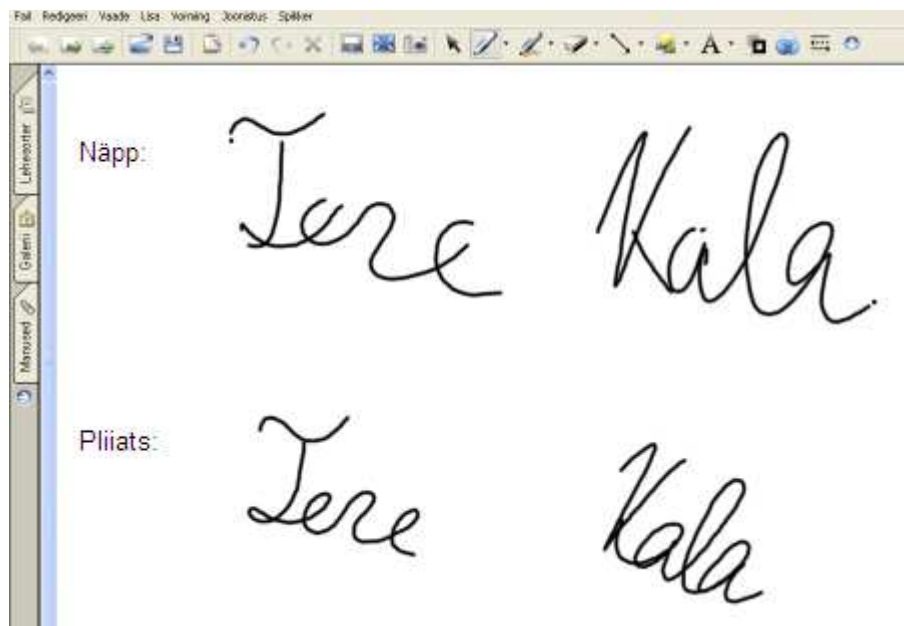 Fail Redigeeri Vaade Lisa Vorming Joonistus Spikker
Lehesorter
Galerii
Manused
Näpp: Tere Kala
Pliiats: Tere Kala